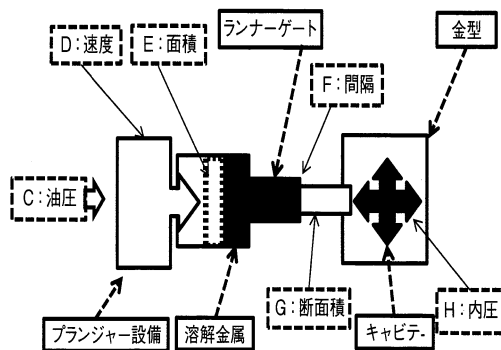 ランナーゲート
金型
D：速度
E：面積
F：間隔
C：油圧
G：断面積
H：内圧
プランジャー設備
溶解金属
キャビテｰ